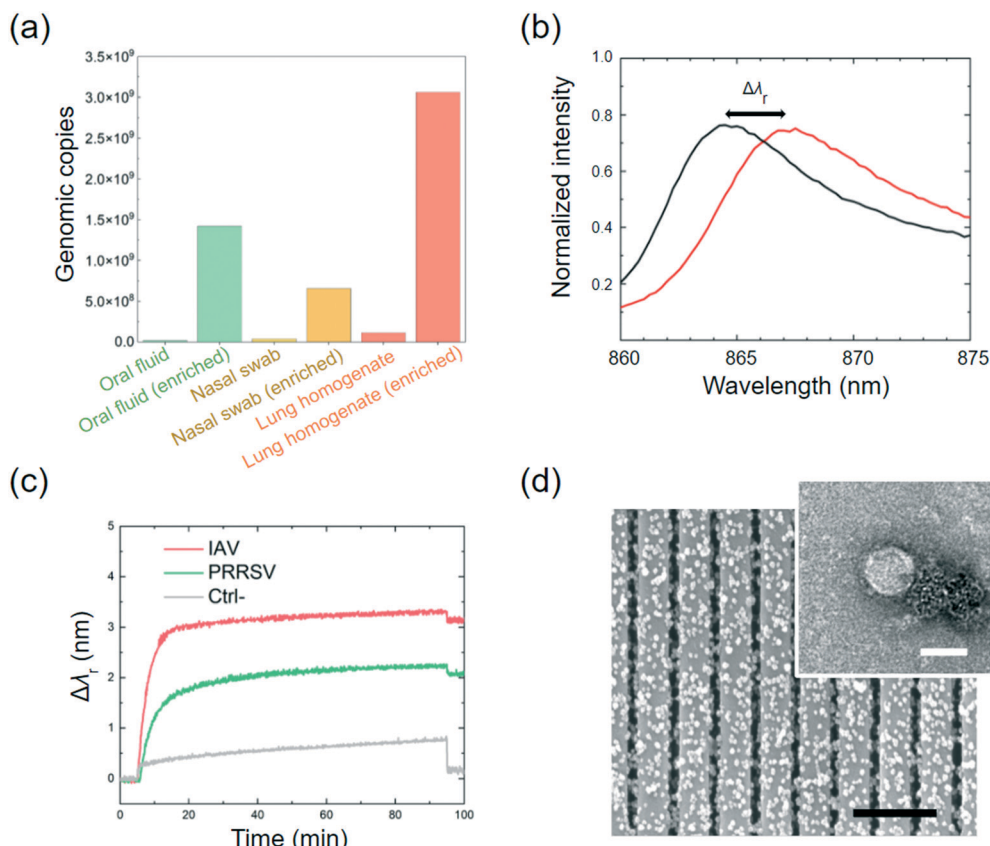 (a)
3.5×10⁹
3.0×10⁹
2.5×10⁹
2.0×10⁹
1.5×10⁹
1.0×10⁹
5.0×10⁸
0.0
Genomic copies
Oral fluid
Oral fluid (enriched)
Nasal swab
Nasal swab (enriched)
Lung homogenate
Lung homogenate (enriched)
(b)
1.0
0.8
0.6
0.4
0.2
Normalized intensity
Δλr
860 865 870 875
Wavelength (nm)
(c)
5
4
3
2
1
0
Δλr (nm)
IAV
PRRSV
Ctrl-
0 20 40 60 80 100
Time (min)
(d)